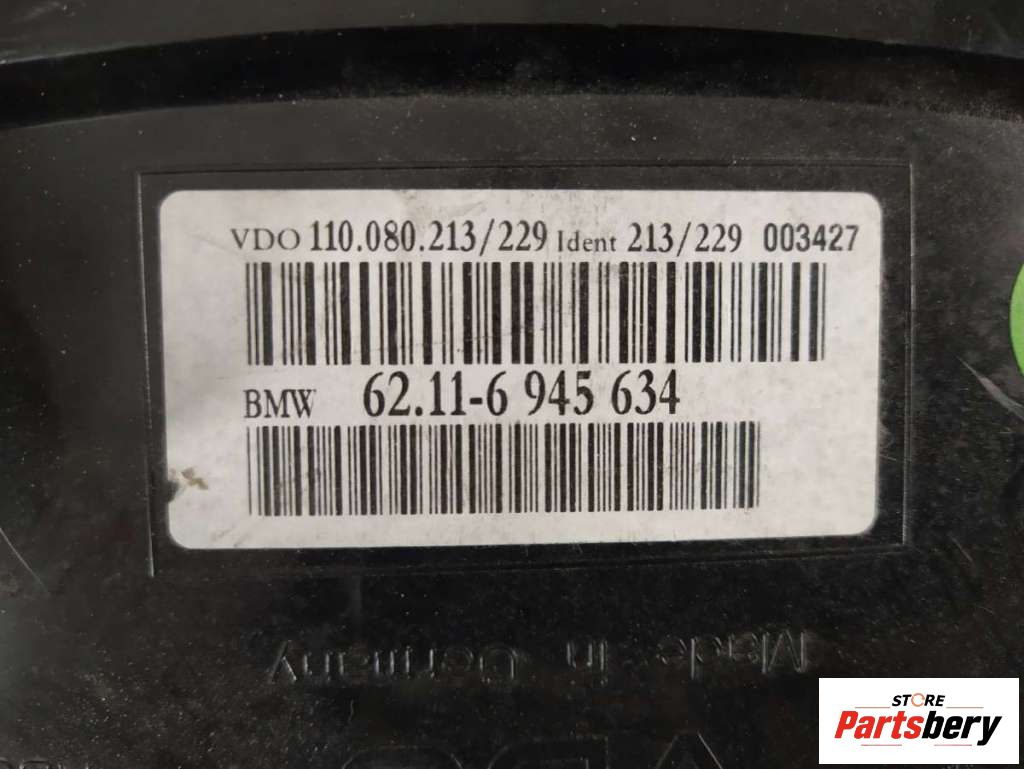 VDO 110.080.213/229 Ident 213/229 003427
BMW 62.11-6 945 634
Made in Germany
VDO
STORE
Partsbery